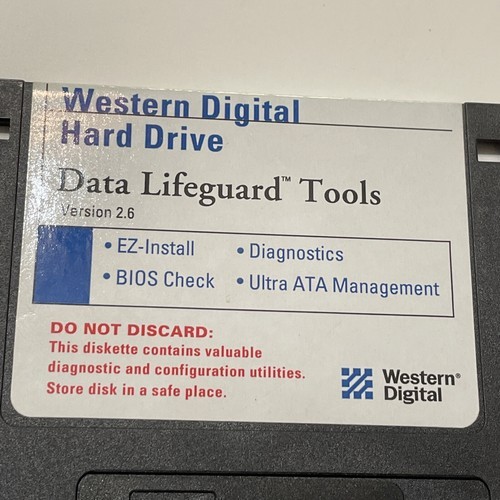 Western Digital
Hard Drive
Data Lifeguard™ Tools
Version 2.6
• EZ-Install
• Diagnostics
• BIOS Check
• Ultra ATA Management
DO NOT DISCARD:
This diskette contains valuable
diagnostic and configuration utilities.
Store disk in a safe place.
Western®
Digital